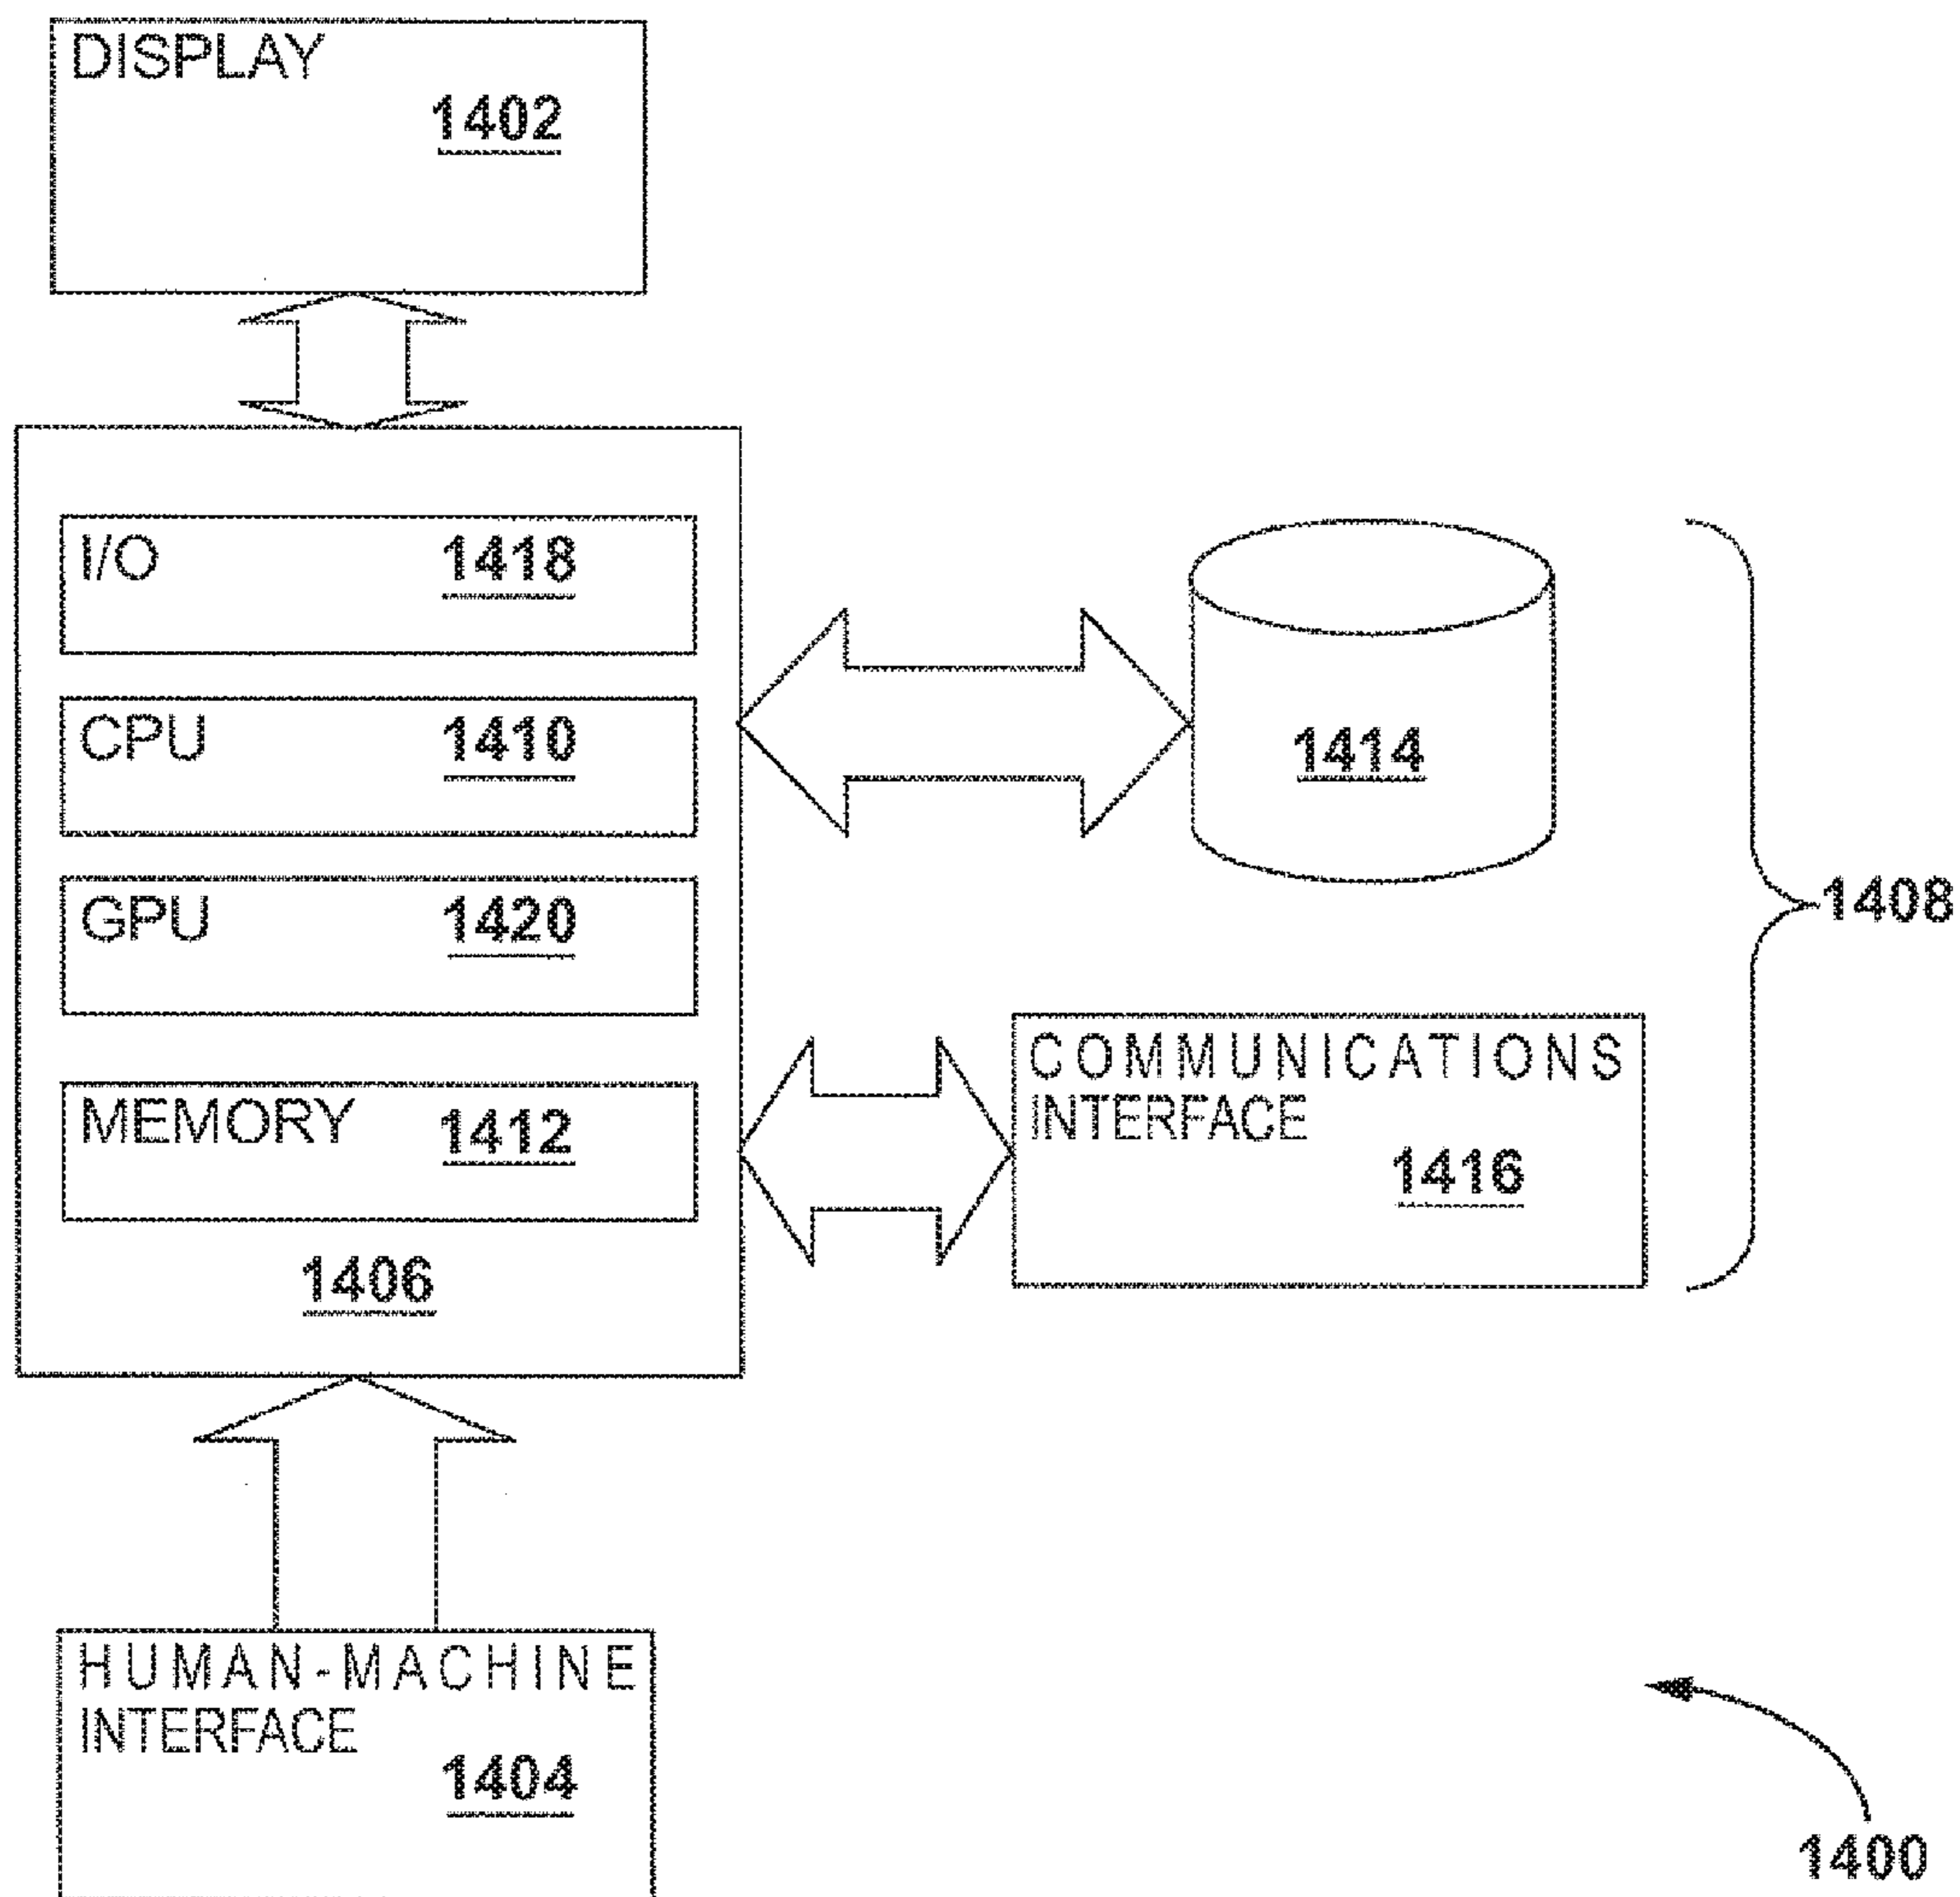 DISPLAY
1402
I/O 1418
CPU 1410
GPU 1420
MEMORY 1412
1406
1414
COMMUNICATIONS
INTERFACE
1416
1408
HUMAN-MACHINE
INTERFACE
1404
1400